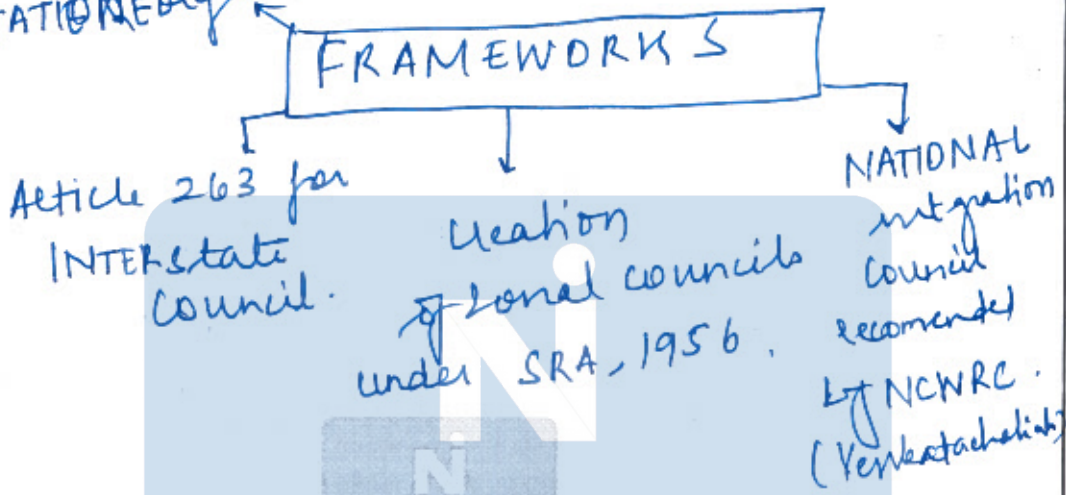 FRAMEWORKS
Article 263 for
INTERState
Council.
Creation
of zonal councils
under SRA, 1956.
NATIONAL
integration
Council
recomended
by NCWRC.
(Venkatachaliah)
Ni
N